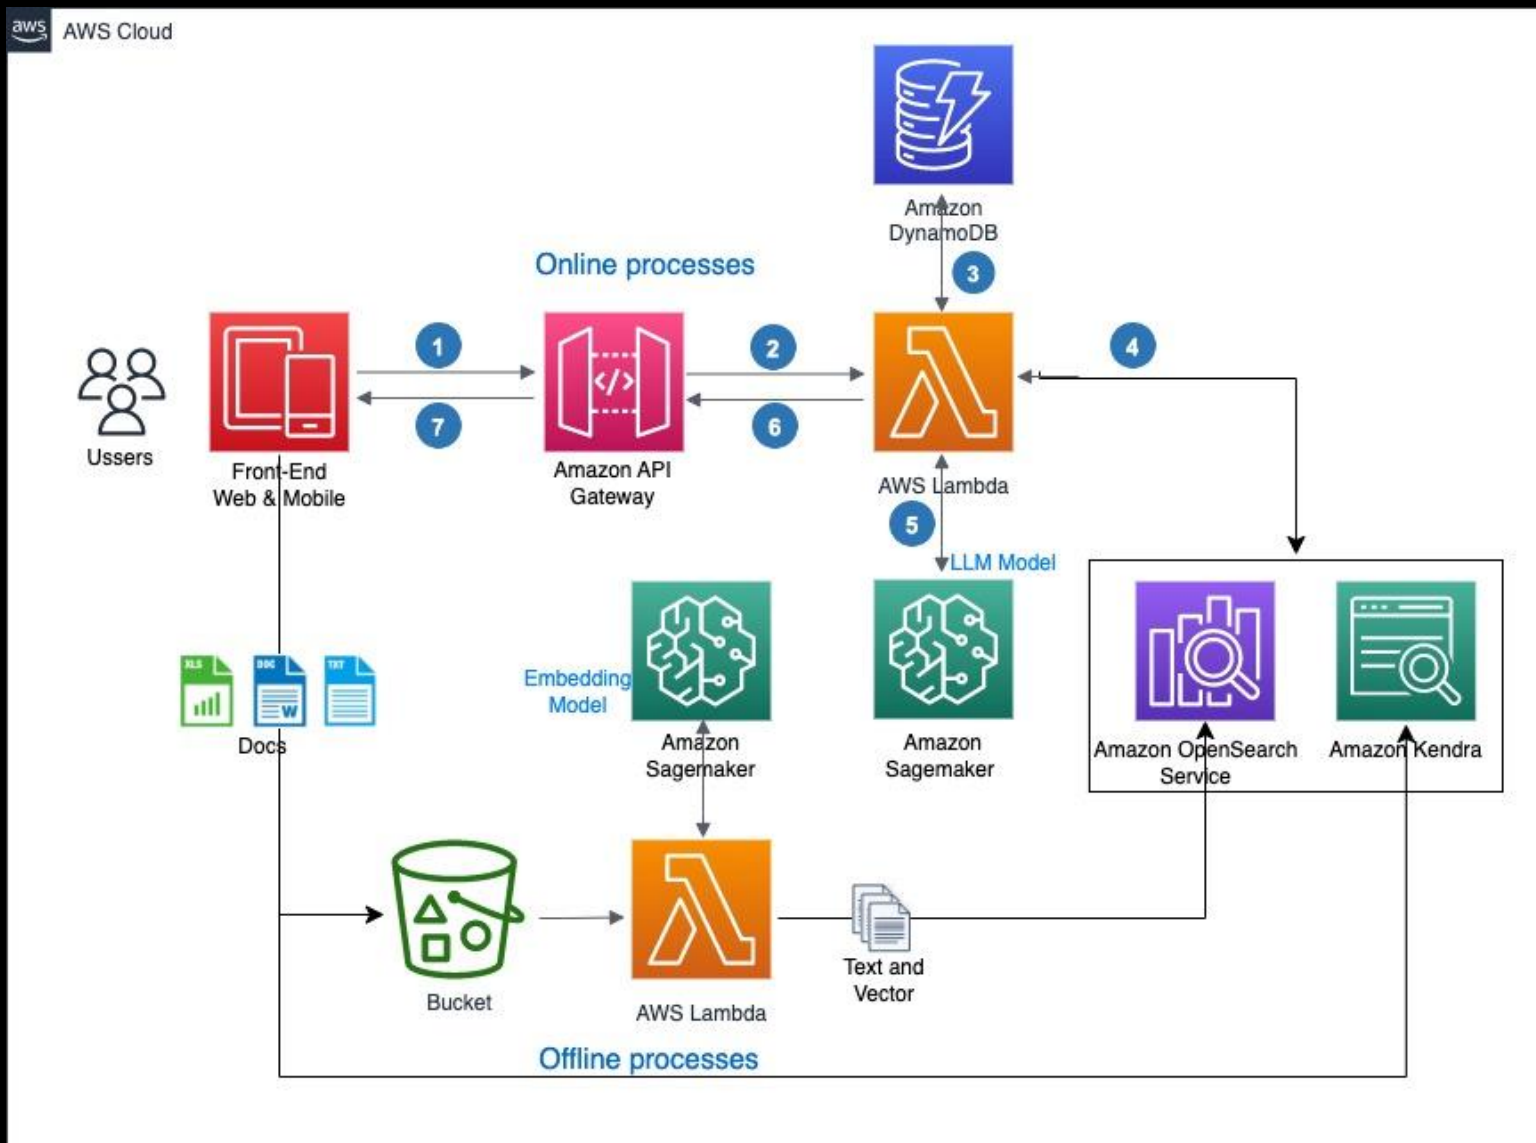 aws
AWS Cloud
Amazon
DynamoDB
Online processes
3
1
2
4
7
6
Ussers
Front-End
Web & Mobile
Amazon API
Gateway
</>
AWS Lambda
5
LLM Model
Embedding
Model
XLS
DOC
W
TXT
Docs
Amazon
Sagemaker
Amazon
Sagemaker
Amazon OpenSearch
Service
Amazon Kendra
Bucket
AWS Lambda
Text and
Vector
Offline processes